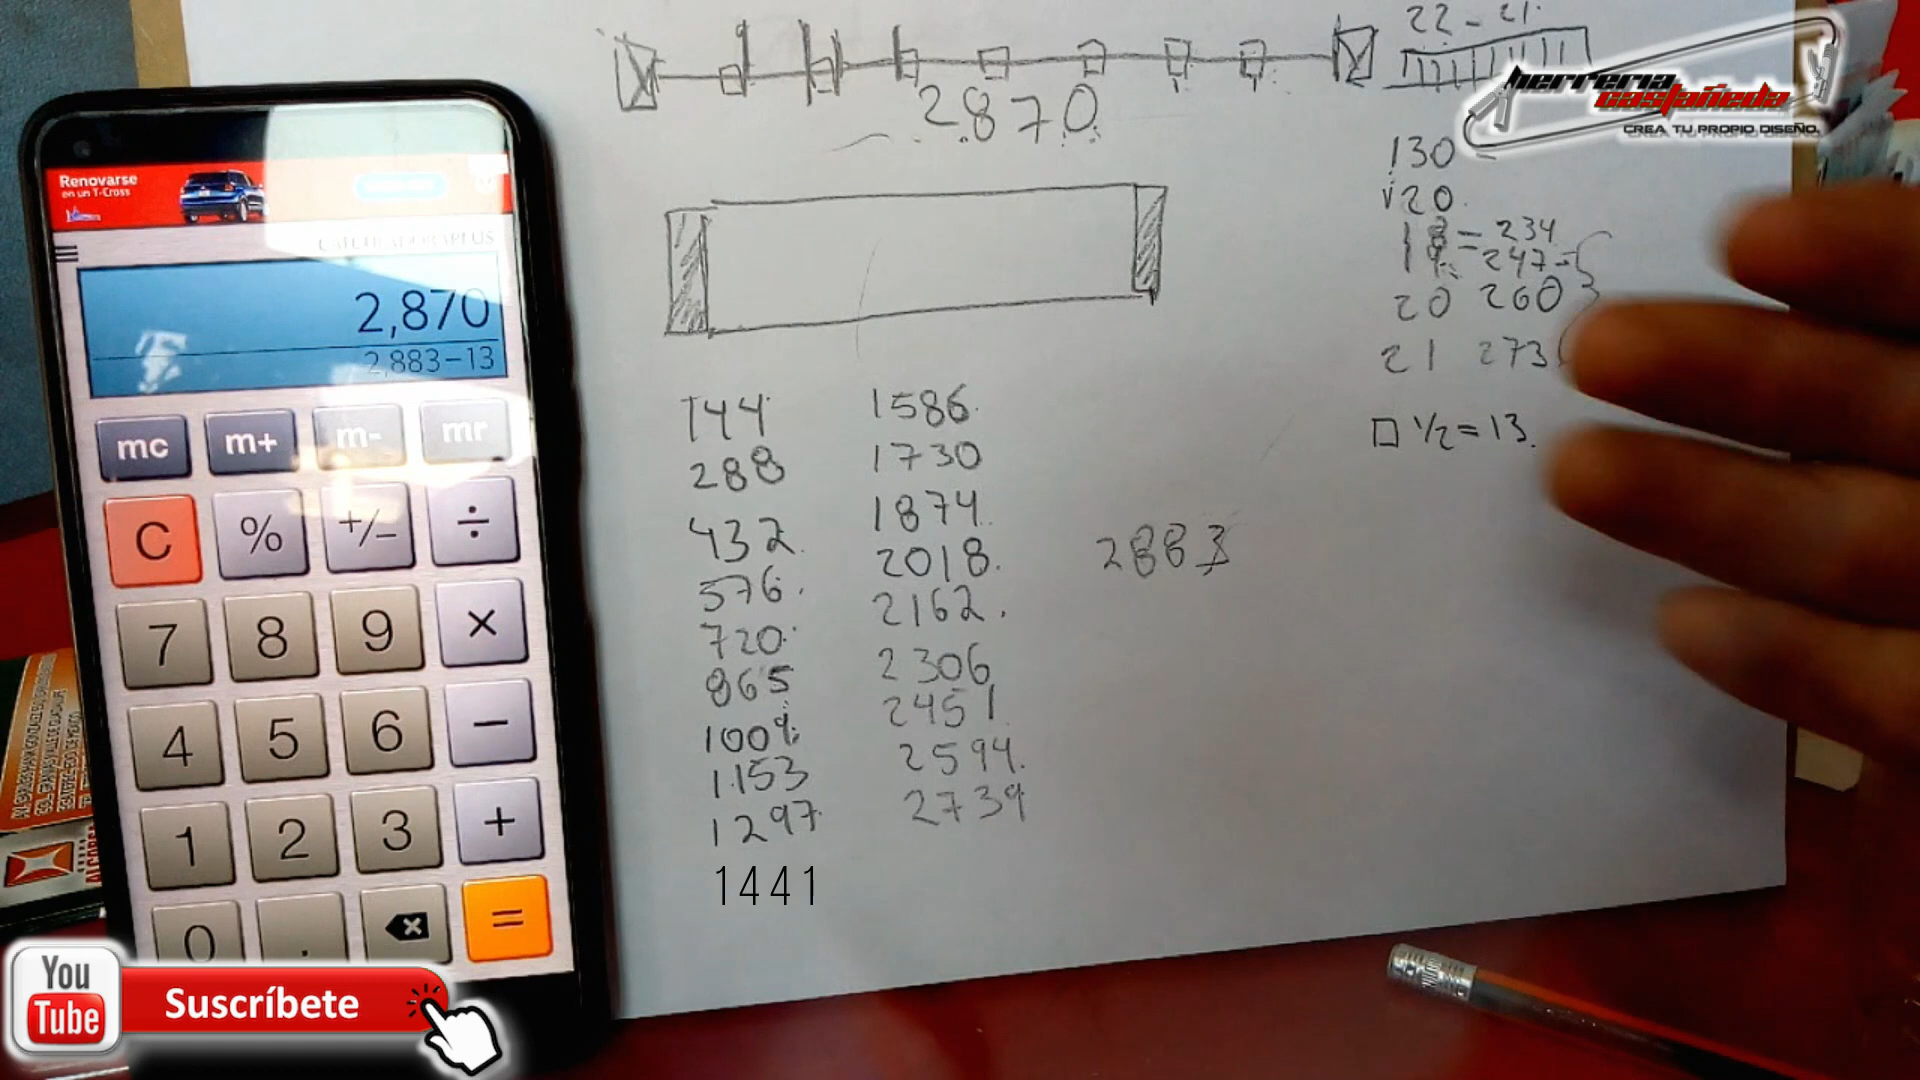 22 - 21
herreria
castañeda
CREA TU PROPIO DISEÑO.
2870
130
120
18 = 234
19 247
20 260
21 273
□ 1/2 = 13
144
288
432
576
720
865
1009
1153
1297
1441
1586
1730
1874
2018
2162
2306
2451
2594
2739
2883
Renovarse
en un T-Cross
2,870
2,883-13
mc m+ m- mr
C % +/- ÷
7 8 9 ×
4 5 6 −
1 2 3 +
0 . =
You
Tube
Suscríbete